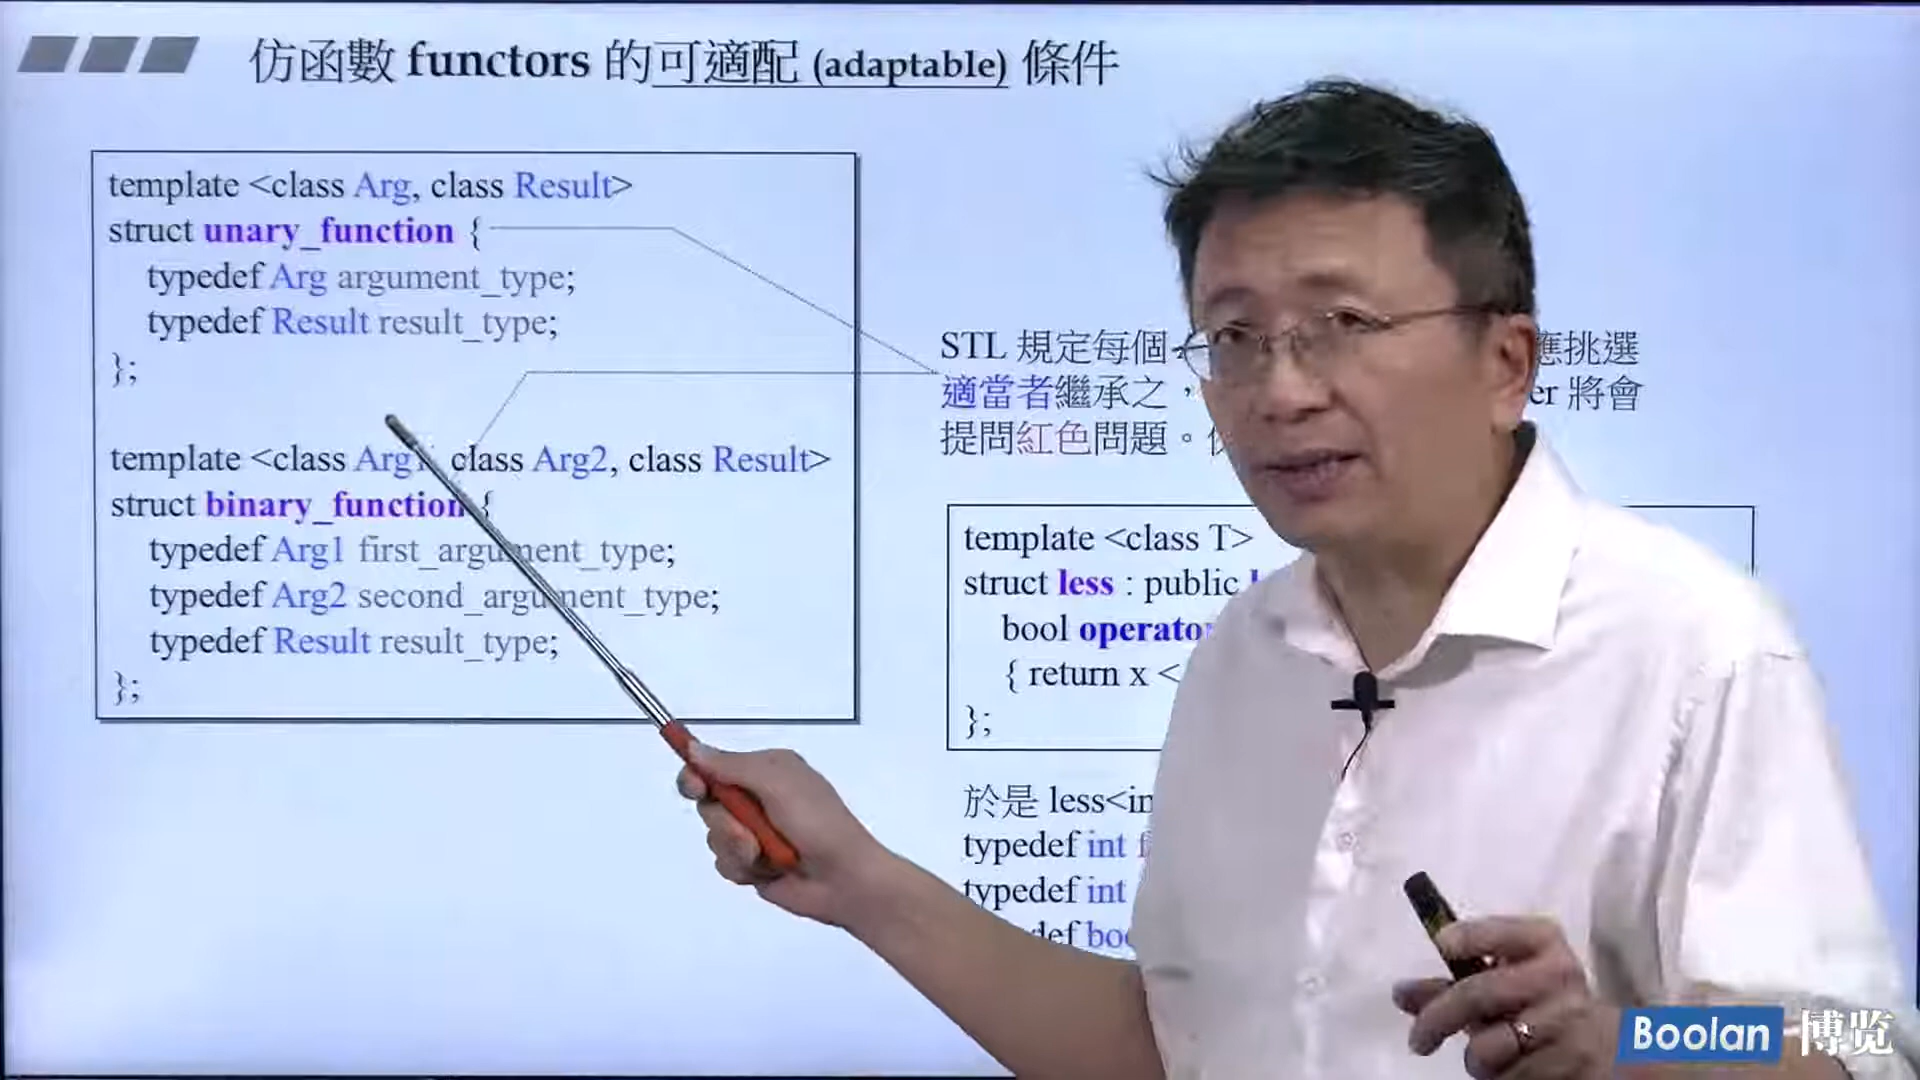 仿函數 functors 的可適配 (adaptable) 條件
template <class Arg, class Result>
struct unary_function {
typedef Arg argument_type;
typedef Result result_type;
};
template <class Arg1, class Arg2, class Result>
struct binary_function {
typedef Arg1 first_argument_type;
typedef Arg2 second_argument_type;
typedef Result result_type;
};
STL 規定每個 應挑選
適當者繼承之， 將會
提問紅色問題。
template <class T>
struct less : public
bool operator
{ return x <
};
於是 less<in
typedef int
typedef int
Boolan 博览